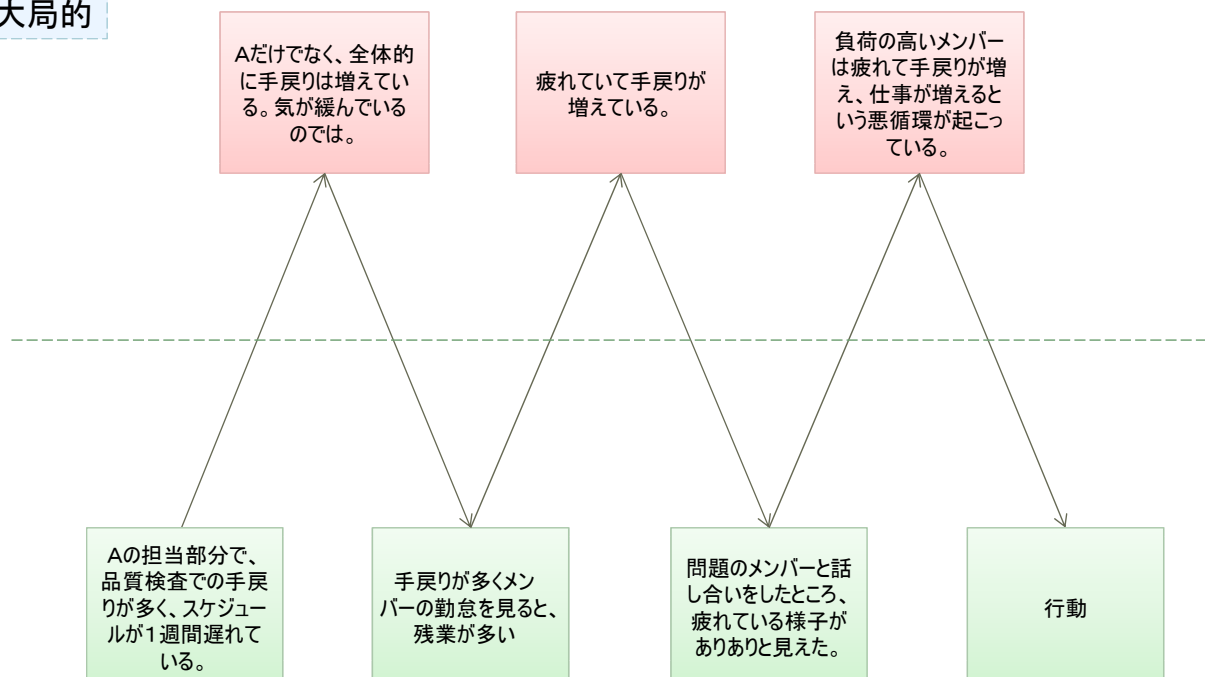 大局的
Aだけでなく、全体的
に手戻りは増えてい
る。気が緩んでいる
のでは。
疲れていて手戻りが
増えている。
負荷の高いメンバー
は疲れて手戻りが増
え、仕事が増えると
いう悪循環が起こっ
ている。
Aの担当部分で、
品質検査での手戻
りが多く、スケジュー
ルが１週間遅れて
いる。
手戻りが多くメン
バーの勤怠を見ると、
残業が多い
問題のメンバーと話
し合いをしたところ、
疲れている様子が
ありありと見えた。
行動